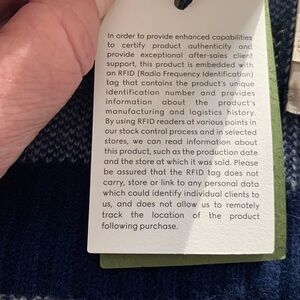 In order to provide enhanced capabilities
to certify product authenticity and
provide exceptional after-sales client
support, this product is embedded with
an RFID (Radio Frequency Identification)
tag that contains the product's unique
identification number and provides
information about the product's
manufacturing and logistics history.
By using RFID readers at various points in
our stock control process and in selected
stores, we can read information about
this product, such as the production date
and the store at which it was sold. Please
be assured that the RFID tag does not
carry, store or link to any personal data
which could identify individual clients to
us, and does not allow us to remotely
track the location of the product
following purchase.